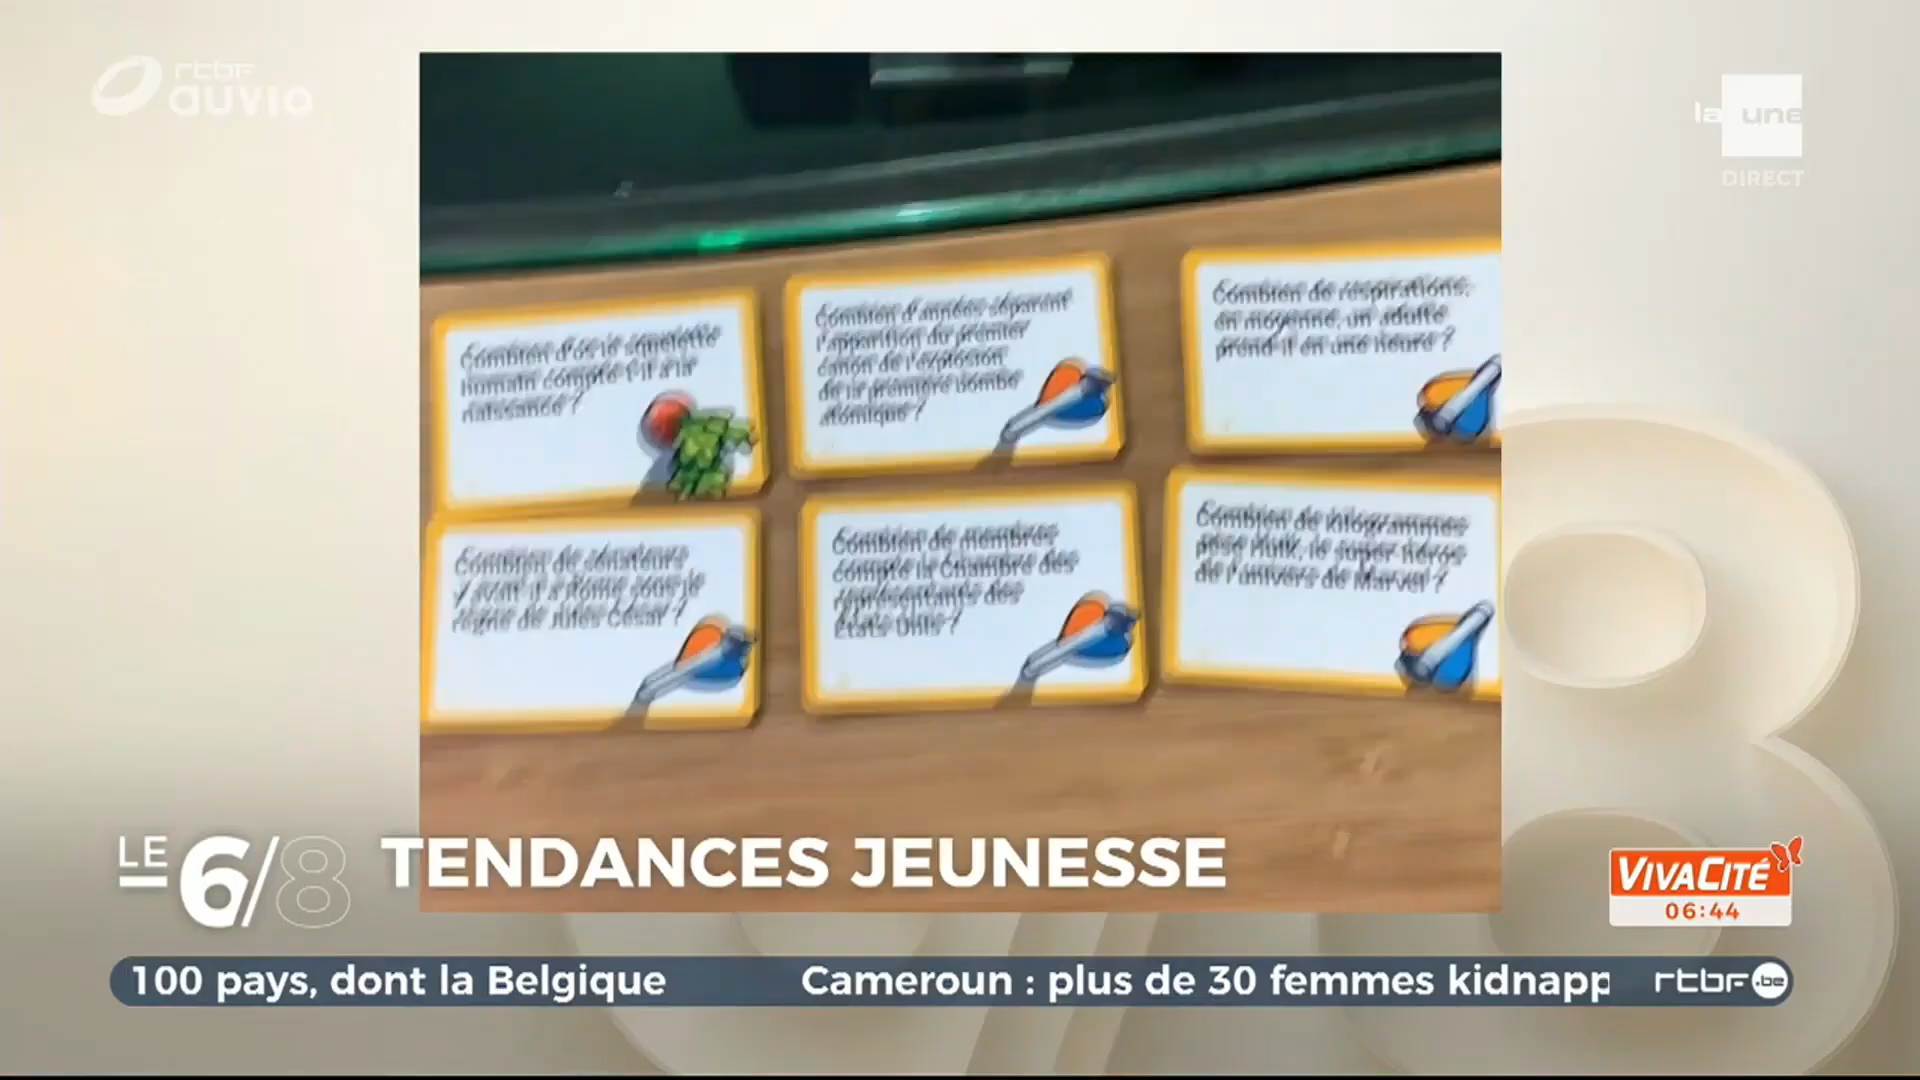 rtbF
auvio
la une
DIRECT
Combien d'os le squelette
humain compte-t-il à la
naissance ?
Combien d'années séparent
l'apparition du premier
canon de l'explosion
de la première bombe
atomique ?
Combien de respirations,
en moyenne, un adulte
prend-il en une heure ?
Combien de sénateurs
y avait-il à Rome sous le
règne de Jules César ?
Combien de membres
compte la Chambre des
représentants des
États-Unis ?
Combien de kilogrammes
pèse Hulk, le super-héros
de l'univers de Marvel ?
LE 6/8 TENDANCES JEUNESSE
VIVACITÉ
06:44
100 pays, dont la Belgique Cameroun : plus de 30 femmes kidnapp
rtbF.be